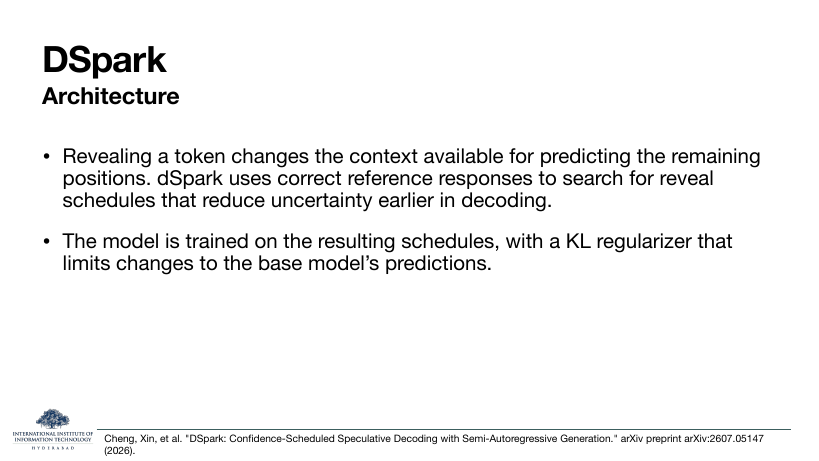 DSpark
Architecture
• Revealing a token changes the context available for predicting the remaining
positions. dSpark uses correct reference responses to search for reveal
schedules that reduce uncertainty earlier in decoding.
• The model is trained on the resulting schedules, with a KL regularizer that
limits changes to the base model’s predictions.
INTERNATIONAL INSTITUTE OF
INFORMATION TECHNOLOGY
HYDERABAD
Cheng, Xin, et al. "DSpark: Confidence-Scheduled Speculative Decoding with Semi-Autoregressive Generation." arXiv preprint arXiv:2607.05147
(2026).